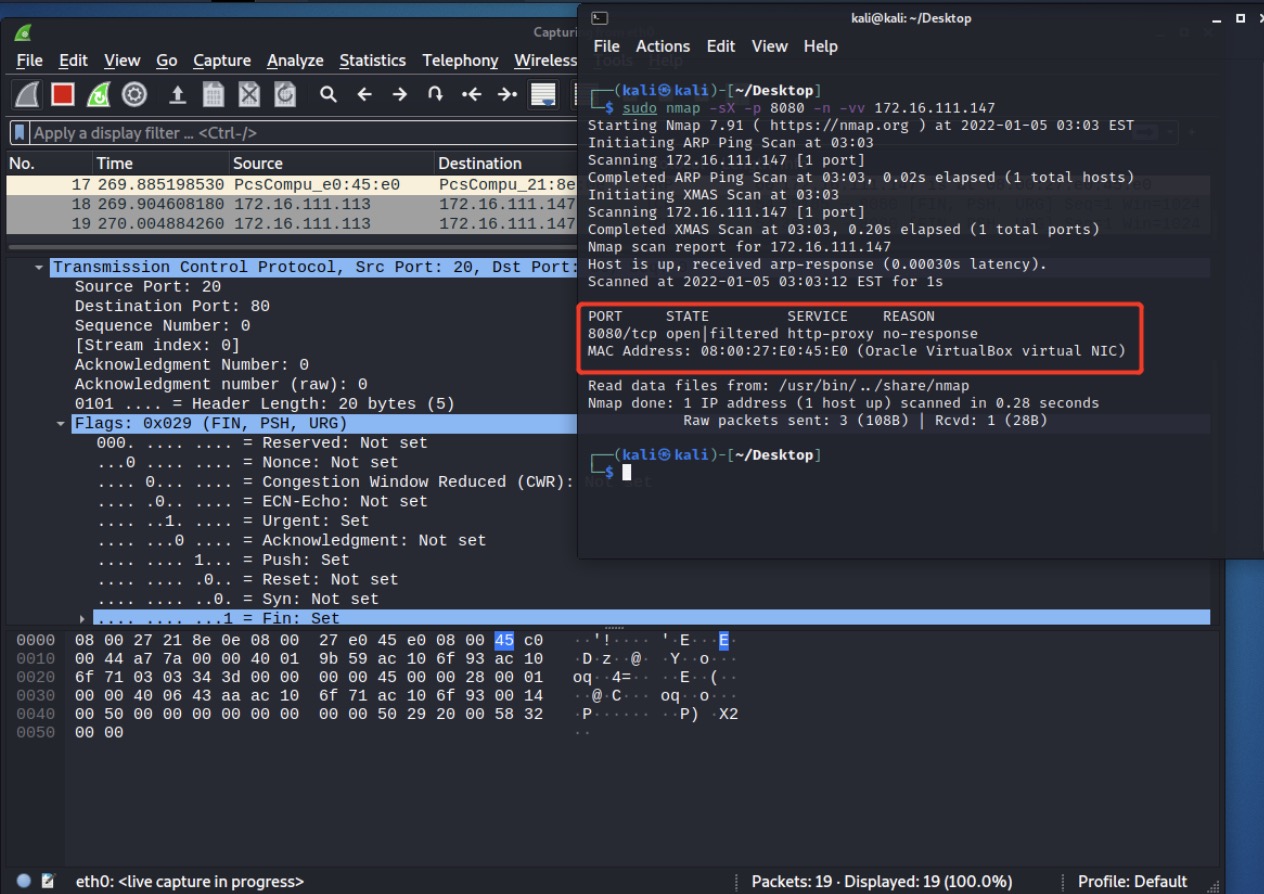 Capturi
File Edit View Go Capture Analyze Statistics Telephony Wireless Tools Help
Apply a display filter ... <Ctrl-/>
No. Time Source Destination
17 269.885198530 PcsCompu_e0:45:e0 PcsCompu_21:8e
18 269.904608180 172.16.111.113 172.16.111.147
19 270.004884260 172.16.111.113 172.16.111.147
Transmission Control Protocol, Src Port: 20, Dst Port:
Source Port: 20
Destination Port: 80
Sequence Number: 0
[Stream index: 0]
Acknowledgment Number: 0
Acknowledgment number (raw): 0
0101 .... = Header Length: 20 bytes (5)
Flags: 0x029 (FIN, PSH, URG)
000. .... .... = Reserved: Not set
...0 .... .... = Nonce: Not set
.... 0... .... = Congestion Window Reduced (CWR): Not set
.... .0.. .... = ECN-Echo: Not set
.... ..1. .... = Urgent: Set
.... ...0 .... = Acknowledgment: Not set
.... .... 1... = Push: Set
.... .... .0.. = Reset: Not set
.... .... ..0. = Syn: Not set
.... .... ...1 = Fin: Set
0000 08 00 27 21 8e 0e 08 00 27 e0 45 e0 08 00 45 c0 ··'!···· '·E···E·
0010 00 44 a7 7a 00 00 40 01 9b 59 ac 10 6f 93 ac 10 ·D·z··@· ·Y··o···
0020 6f 71 03 03 34 3d 00 00 00 00 45 00 00 28 00 01 oq··4=·· ··E··(··
0030 00 00 40 06 43 aa ac 10 6f 71 ac 10 6f 93 00 14 ··@·C··· oq··o···
0040 00 50 00 00 00 00 00 00 00 00 50 29 20 00 58 32 ·P······ ··P) ·X2
0050 00 00 ··
eth0: <live capture in progress>
Packets: 19 · Displayed: 19 (100.0%)
Profile: Default
kali@kali: ~/Desktop
File Actions Edit View Help
┌──(kali㉿kali)-[~/Desktop]
└─$ sudo nmap -sX -p 8080 -n -vv 172.16.111.147
Starting Nmap 7.91 ( https://nmap.org ) at 2022-01-05 03:03 EST
Initiating ARP Ping Scan at 03:03
Scanning 172.16.111.147 [1 port]
Completed ARP Ping Scan at 03:03, 0.02s elapsed (1 total hosts)
Initiating XMAS Scan at 03:03
Scanning 172.16.111.147 [1 port]
Completed XMAS Scan at 03:03, 0.20s elapsed (1 total ports)
Nmap scan report for 172.16.111.147
Host is up, received arp-response (0.00030s latency).
Scanned at 2022-01-05 03:03:12 EST for 1s
PORT STATE SERVICE REASON
8080/tcp open|filtered http-proxy no-response
MAC Address: 08:00:27:E0:45:E0 (Oracle VirtualBox virtual NIC)
Read data files from: /usr/bin/../share/nmap
Nmap done: 1 IP address (1 host up) scanned in 0.28 seconds
Raw packets sent: 3 (108B) | Rcvd: 1 (28B)
┌──(kali㉿kali)-[~/Desktop]
└─$